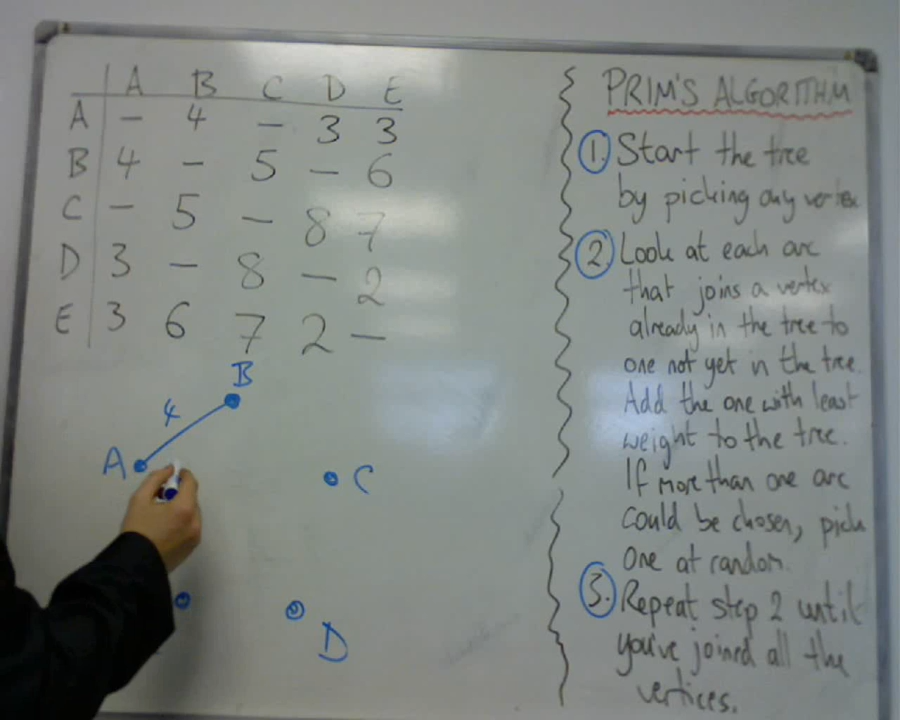 A B C D E
A - 4 - 3 3
B 4 - 5 - 6
C - 5 - 8 7
D 3 - 8 - 2
E 3 6 7 2 -
B
4
A
C
D
PRIM'S ALGORITHM
1. Start the tree
by picking any vertex
2. Look at each arc
that joins a vertex
already in the tree to
one not yet in the tree.
Add the one with least
weight to the tree.
If more than one arc
could be chosen, pick
one at random.
3. Repeat step 2 until
you've joined all the
vertices.